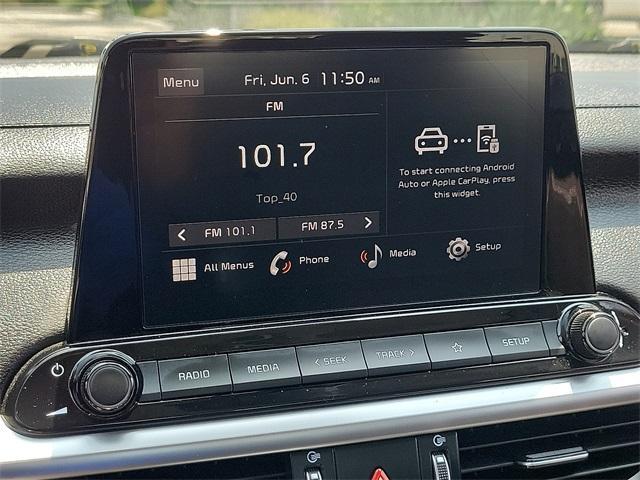 Menu
Fri, Jun. 6 11:50 AM
FM
101.7
Top_40
< FM 101.1
FM 87.5 >
To start connecting Android
Auto or Apple CarPlay, press
this widget.
All Menus
Phone
Media
Setup
RADIO
MEDIA
< SEEK
TRACK >
SETUP